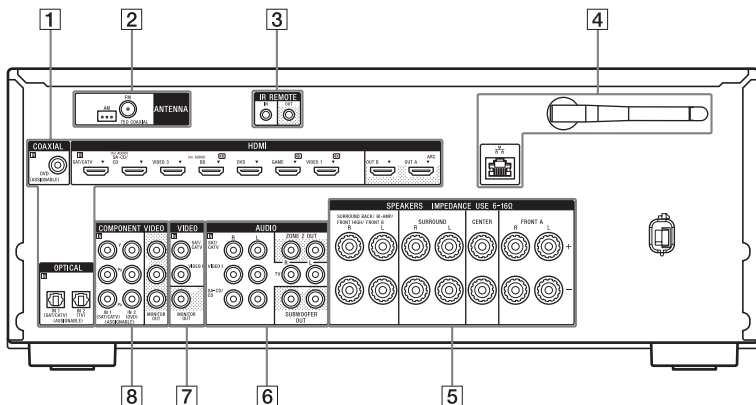 1
2
3
4
FM
AM
75Ω COAXIAL
ANTENNA
IR REMOTE
IN
OUT
COAXIAL
IN
DVD
(ASSIGNABLE)
HDMI
IN
SAT/CATV
SA-CD/
CD
VIDEO 3
BD
DVD
GAME
VIDEO 1
OUT B
OUT A
ARC
SPEAKERS IMPEDANCE USE 6-16Ω
SURROUND BACK/ BI-AMP/
FRONT HIGH/ FRONT B
R
L
SURROUND
R
L
CENTER
FRONT A
R
L
+
−
OPTICAL
IN
IN 1
(SAT/CATV)
IN 2
(TV)
(ASSIGNABLE)
COMPONENT VIDEO
IN
Y
IN 1
(SAT/CATV)
IN 2
(DVD)
(ASSIGNABLE)
MONITOR
OUT
VIDEO
IN
SAT/
CATV
VIDEO 1
MONITOR
OUT
AUDIO
IN
R
L
SAT/
CATV
VIDEO 1
SA-CD/
CD
ZONE 2 OUT
R
L
TV
SUBWOOFER
OUT
8
7
6
5